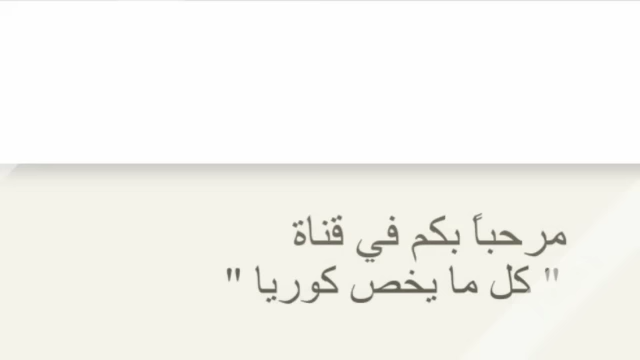 مرحباً بكم في قناة
" كل ما يخص كوريا "